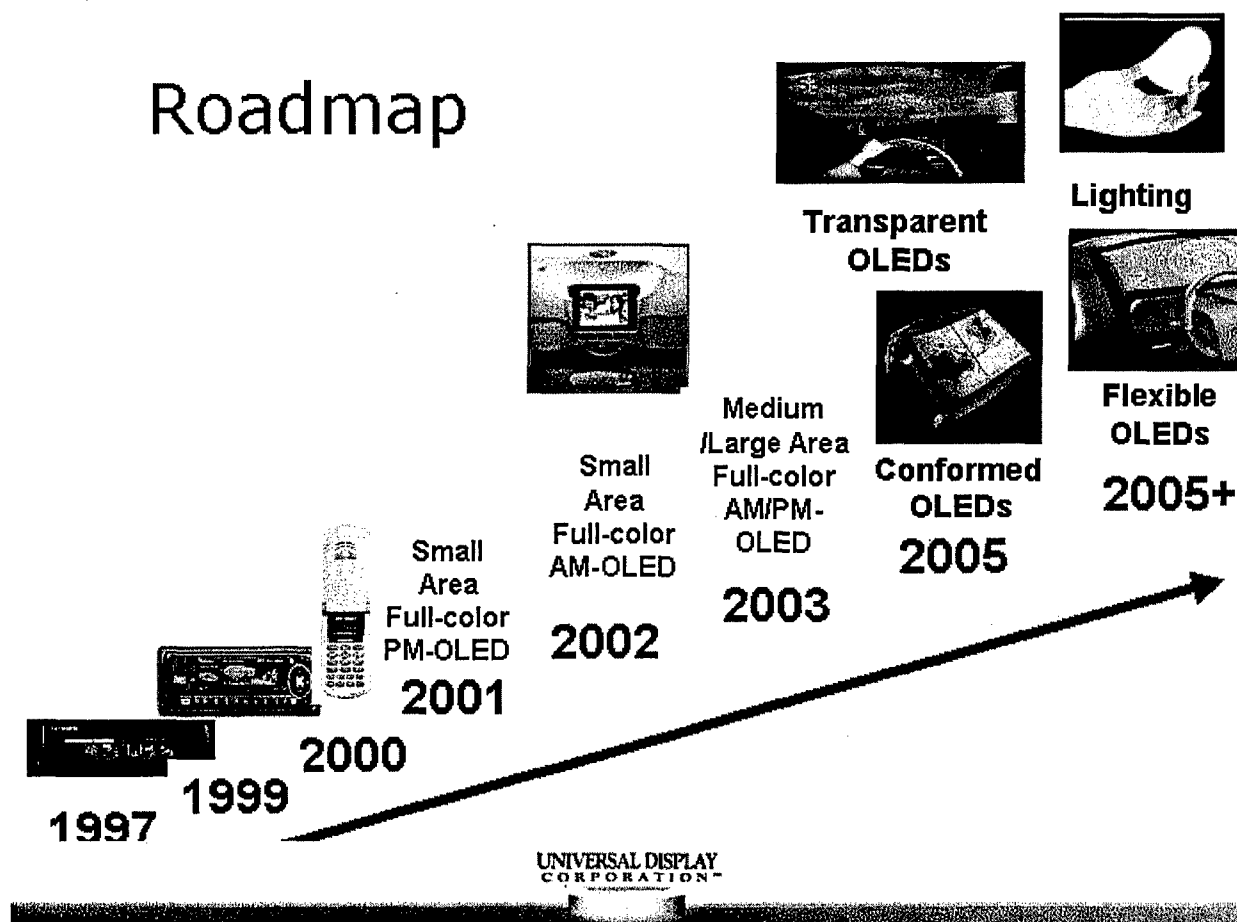 Roadmap
Lighting
Transparent
OLEDs
Flexible
OLEDs
2005+
Medium
/Large Area
Full-color
AM/PM-
OLED
2003
Conformed
OLEDs
2005
Small
Area
Full-color
AM-OLED
2002
Small
Area
Full-color
PM-OLED
2001
2000
1999
1997
UNIVERSAL DISPLAY
CORPORATION™